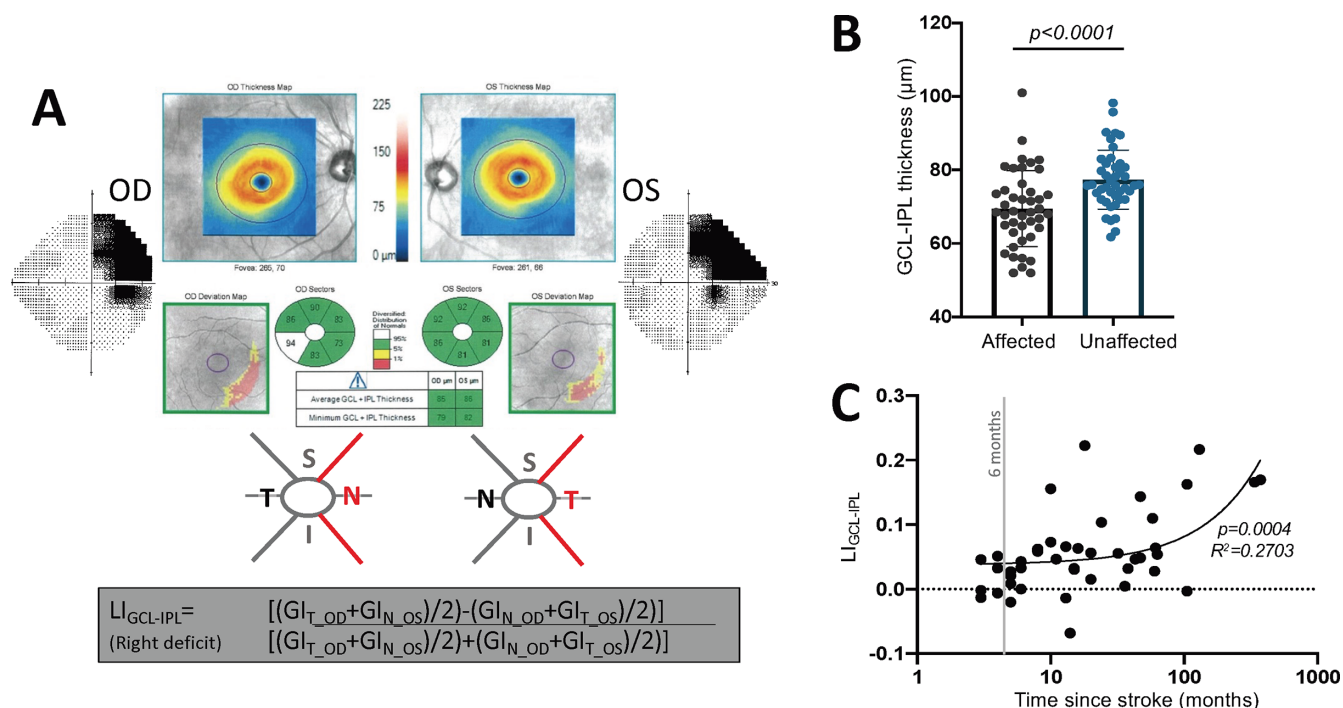 A
OD Thickness Map
OS Thickness Map
225
150
75
0 µm
OD
OS
Fovea: 265, 70
Fovea: 261, 66
30
OD Deviation Map
OD Sectors
OS Sectors
OS Deviation Map
90
86
83
94
73
83
92
92
86
86
81
81
Diversified:
Distribution
of Normals
95%
5%
1%
OD µm
OS µm
Average GCL + IPL Thickness
85
86
Minimum GCL + IPL Thickness
79
82
S
T
N
I
S
N
T
I
LI_GCL-IPL=
(Right deficit)
[(GI_T_OD+GI_N_OS)/2)-(GI_N_OD+GI_T_OS)/2)]
[(GI_T_OD+GI_N_OS)/2)+(GI_N_OD+GI_T_OS)/2)]
B
p<0.0001
GCL-IPL thickness (µm)
120
100
80
60
40
Affected
Unaffected
C
LI_GCL-IPL
0.3
0.2
0.1
0.0
-0.1
6 months
p=0.0004
R²=0.2703
1
10
100
1000
Time since stroke (months)